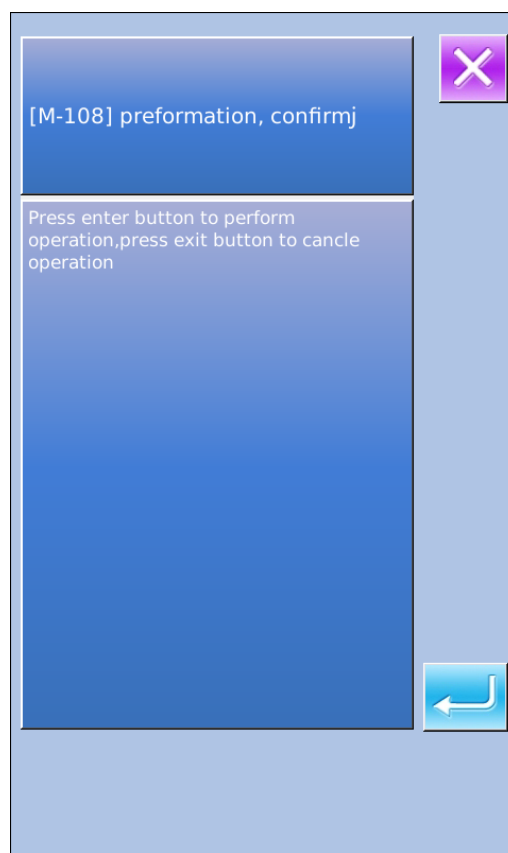 [M-108] preformation, confirmj
Press enter button to perform
operation,press exit button to cancle
operation